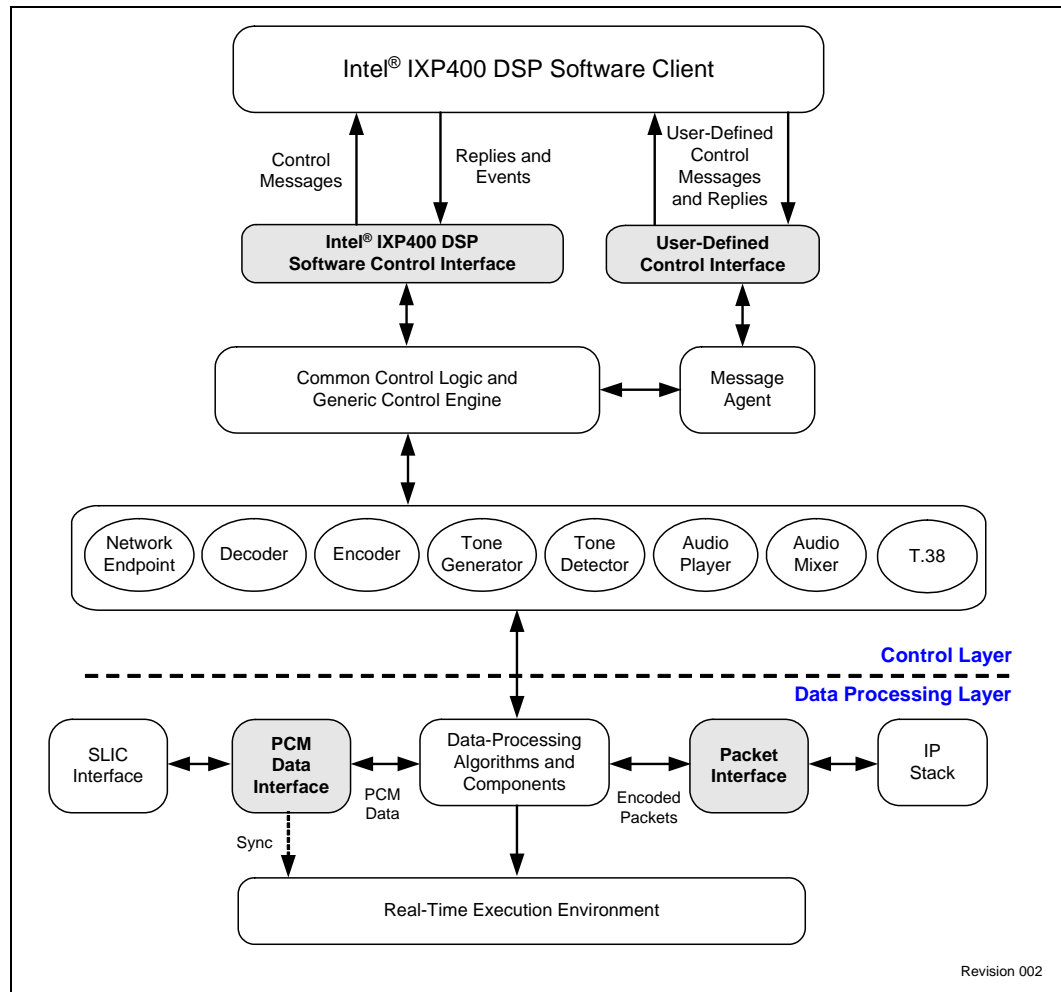 Intel® IXP400 DSP Software Client
Control
Messages
Replies and
Events
User-Defined
Control
Messages
and Replies
Intel® IXP400 DSP
Software Control Interface
User-Defined
Control Interface
Common Control Logic and
Generic Control Engine
Message
Agent
Network
Endpoint
Decoder
Encoder
Tone
Generator
Tone
Detector
Audio
Player
Audio
Mixer
T.38
Control Layer
Data Processing Layer
SLIC
Interface
PCM
Data
Interface
PCM
Data
Data-Processing
Algorithms and
Components
Encoded
Packets
Packet
Interface
IP
Stack
Sync
Real-Time Execution Environment
Revision 002